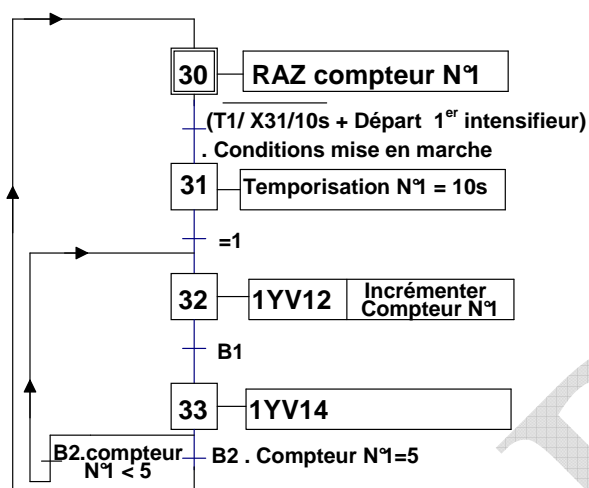 30 RAZ compteur N°1
(T1/ X31/10s + Départ 1er intensifieur)
. Conditions mise en marche
31 Temporisation N°1 = 10s
=1
32 1YV12 Incrémenter
Compteur N°1
B1
33 1YV14
B2.compteur
N°1 < 5
B2 . Compteur N°1=5